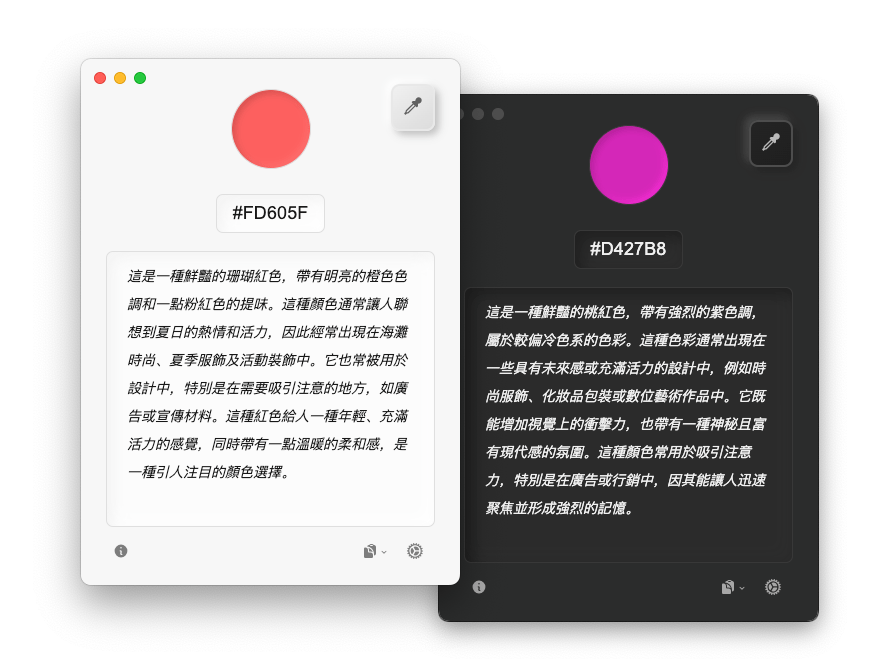 #FD605F
這是一種鮮豔的珊瑚紅色，帶有明亮的橙色色
調和一點粉紅色的提味。這種顏色通常讓人聯
想到夏日的熱情和活力，因此經常出現在海灘
時尚、夏季服飾及活動裝飾中。它也常被用於
設計中，特別是在需要吸引注意的地方，如廣
告或宣傳材料。這種紅色給人一種年輕、充滿
活力的感覺，同時帶有一點溫暖的柔和感，是
一種引人注目的顏色選擇。
#D427B8
這是一種鮮豔的桃紅色，帶有強烈的紫色調，
屬於較偏冷色系的色彩。這種色彩通常出現在
一些具有未來感或充滿活力的設計中，例如時
尚服飾、化妝品包裝或數位藝術作品中。它既
能增加視覺上的衝擊力，也帶有一種神秘且富
有現代感的氛圍。這種顏色常用於吸引注意
力，特別是在廣告或行銷中，因其能讓人迅速
聚焦並形成強烈的記憶。